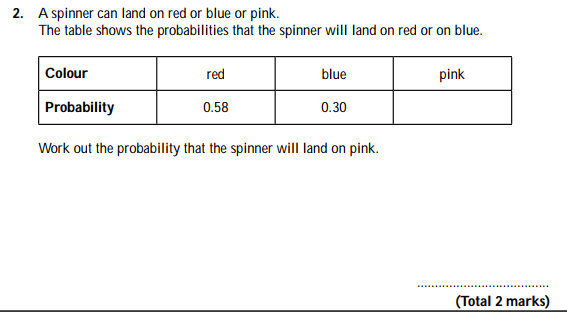 2. A spinner can land on red or blue or pink.
The table shows the probabilities that the spinner will land on red or on blue.
Colour red blue pink
Probability 0.58 0.30
Work out the probability that the spinner will land on pink.
.....................................
(Total 2 marks)